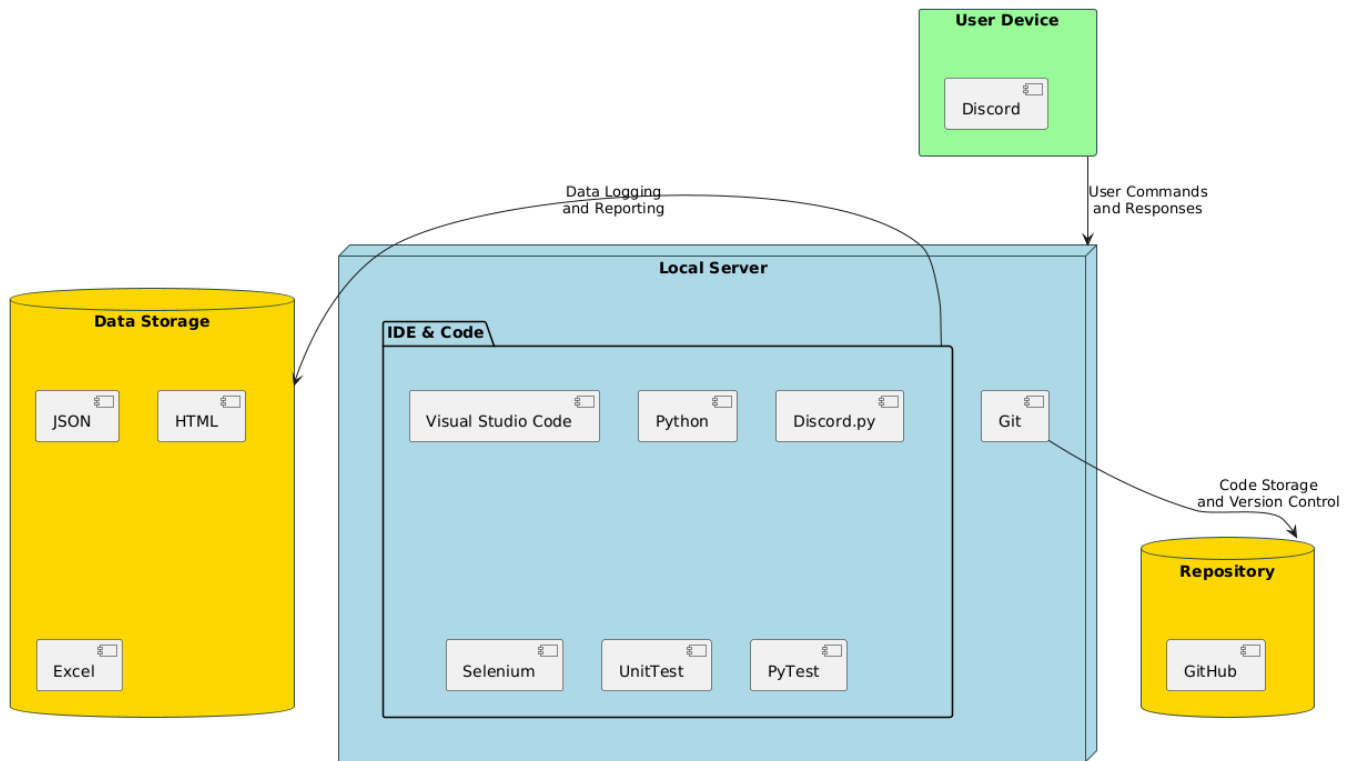 User Device
Discord
Data Logging
and Reporting
User Commands
and Responses
Local Server
Data Storage
IDE & Code
JSON
HTML
Visual Studio Code
Python
Discord.py
Git
Code Storage
and Version Control
Repository
Excel
Selenium
UnitTest
PyTest
GitHub